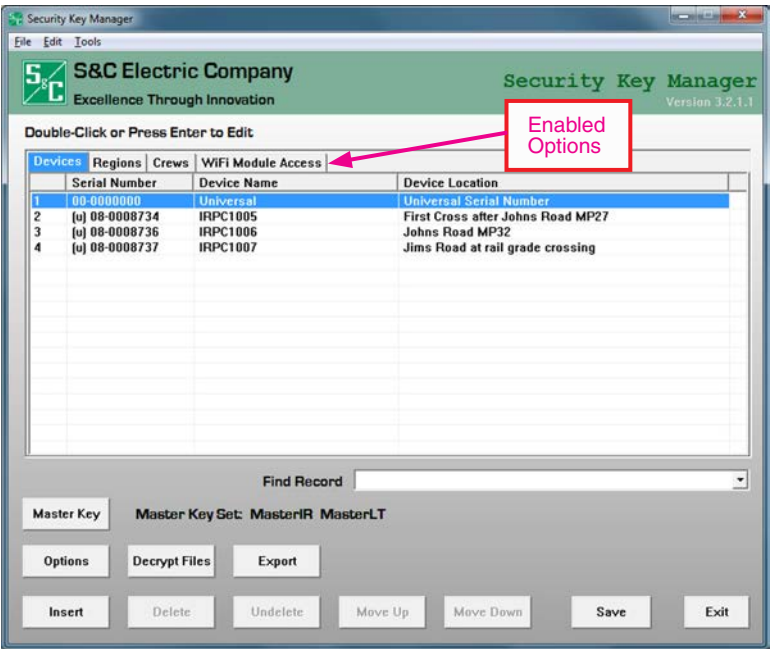 Security Key Manager
File Edit Tools
S&C S&C Electric Company
Excellence Through Innovation
Security Key Manager
Version 3.2.1.1
Double-Click or Press Enter to Edit
Enabled
Options
Devices Regions Crews WiFi Module Access
Serial Number Device Name Device Location
1 00-0000000 Universal Universal Serial Number
2 (u) 08-0008734 IRPC1005 First Cross after Johns Road MP27
3 (u) 08-0008736 IRPC1006 Johns Road MP32
4 (u) 08-0008737 IRPC1007 Jims Road at rail grade crossing
Find Record
Master Key Master Key Set: MasterIR MasterLT
Options Decrypt Files Export
Insert Delete Undelete Move Up Move Down Save Exit